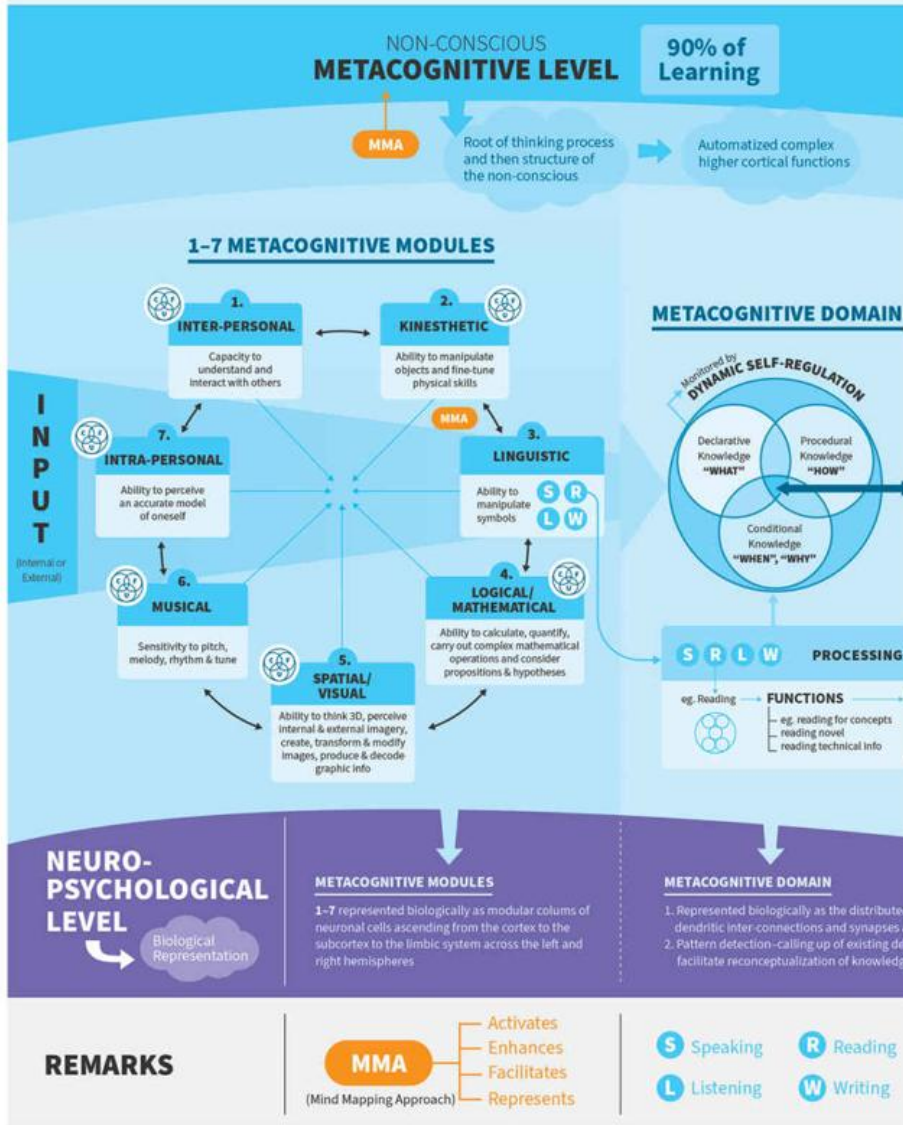 NON-CONSCIOUS
METACOGNITIVE LEVEL
90% of
Learning
MMA
Root of thinking process
and then structure of
the non-conscious
Automatized complex
higher cortical functions
1–7 METACOGNITIVE MODULES
1.
INTER-PERSONAL
Capacity to
understand and
interact with others
2.
KINESTHETIC
Ability to manipulate
objects and fine-tune
physical skills
MMA
3.
LINGUISTIC
Ability to
manipulate
symbols
S R
L W
4.
LOGICAL/
MATHEMATICAL
Ability to calculate, quantify,
carry out complex mathematical
operations and consider
propositions & hypotheses
5.
SPATIAL/
VISUAL
Ability to think 3D, perceive
internal & external imagery,
create, transform & modify
images, produce & decode
graphic info
6.
MUSICAL
Sensitivity to pitch,
melody, rhythm & tune
7.
INTRA-PERSONAL
Ability to perceive
an accurate model
of oneself
INPUT
(Internal or
External)
METACOGNITIVE DOMAIN
Monitored by
DYNAMIC SELF-REGULATION
Declarative
Knowledge
"WHAT"
Procedural
Knowledge
"HOW"
Conditional
Knowledge
"WHEN", "WHY"
S R L W PROCESSING
eg. Reading
FUNCTIONS
eg. reading for concepts
reading novel
reading technical info
NEURO-
PSYCHOLOGICAL
LEVEL
Biological
Representation
METACOGNITIVE MODULES
1–7 represented biologically as modular colums of
neuronal cells ascending from the cortex to the
subcortex to the limbic system across the left and
right hemispheres
METACOGNITIVE DOMAIN
1. Represented biologically as the distribute
dendritic inter-connections and synapses
2. Pattern detection–calling up of existing de
facilitate reconceptualization of knowledg
REMARKS
MMA
(Mind Mapping Approach)
Activates
Enhances
Facilitates
Represents
S Speaking
R Reading
L Listening
W Writing